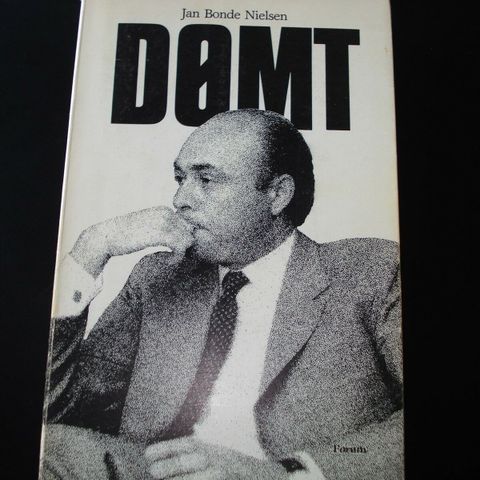 Jan Bonde Nielsen
DØMT
Forum